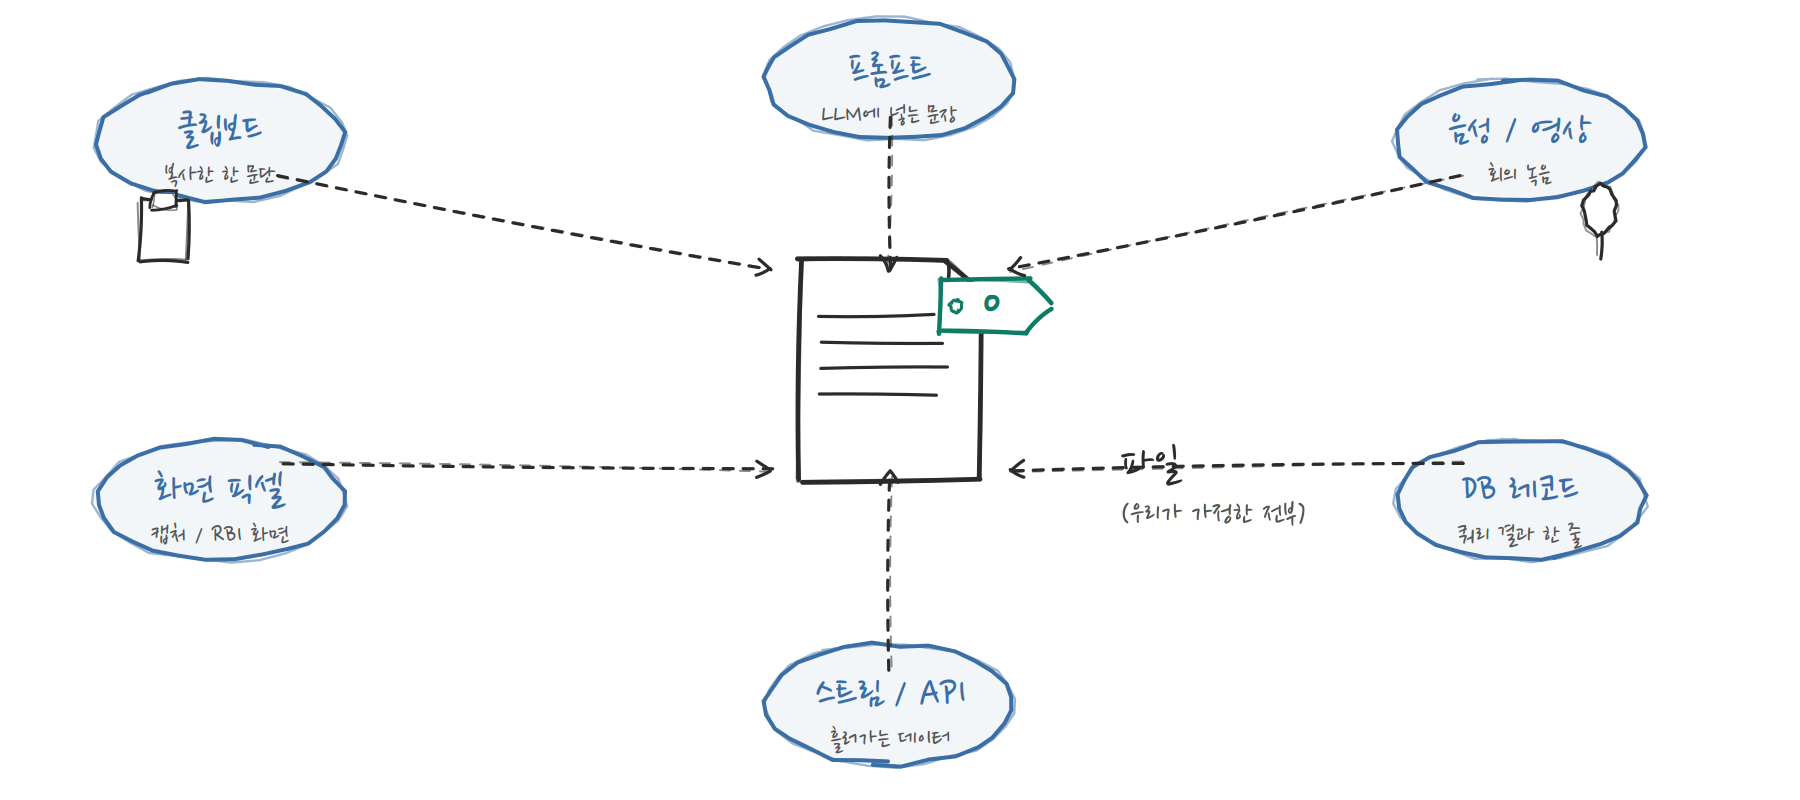 프롬프트
LLM에 넣는 문장
클립보드
복사한 한 문단
음성 / 영상
회의 녹음
파일
(우리가 가정한 전부)
화면 픽셀
캡처 / RBI 화면
DB 레코드
쿼리 결과 한 줄
스트림 / API
흘러가는 데이터